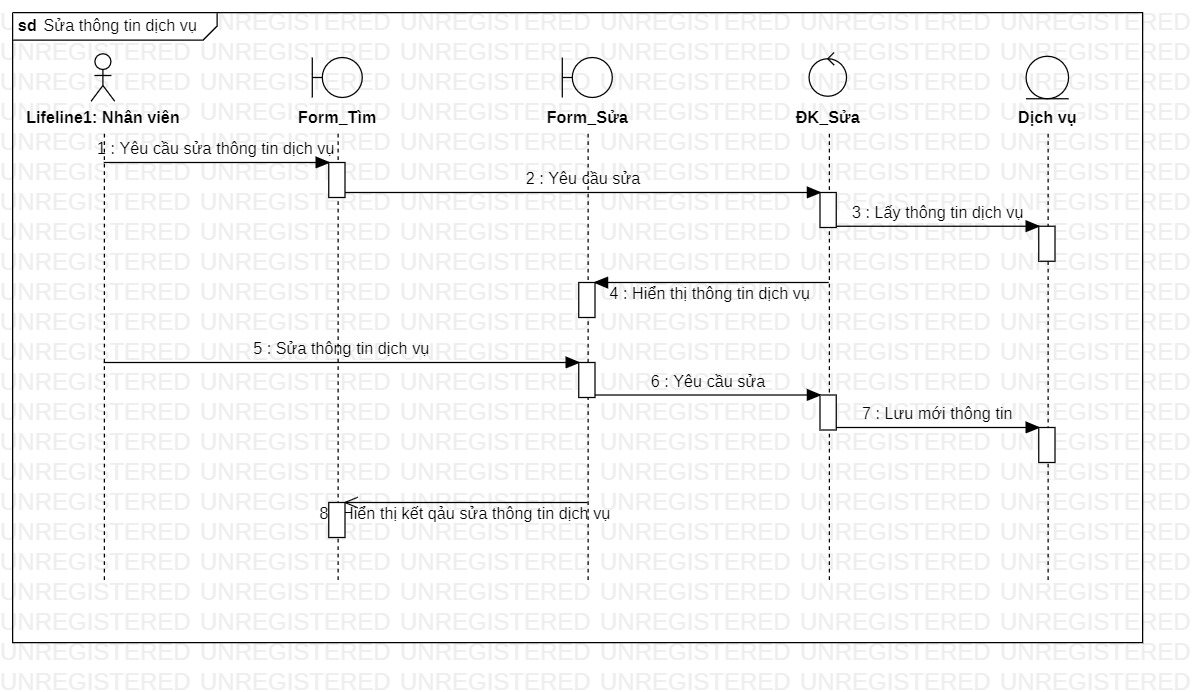 sd Sửa thông tin dịch vụ
Lifeline1: Nhân viên
Form_Tìm
Form_Sửa
ĐK_Sửa
Dịch vụ
1 : Yêu cầu sửa thông tin dịch vụ
2 : Yêu cầu sửa
3 : Lấy thông tin dịch vụ
4 : Hiển thị thông tin dịch vụ
5 : Sửa thông tin dịch vụ
6 : Yêu cầu sửa
7 : Lưu mới thông tin
8 : Hiển thị kết qảu sửa thông tin dịch vụ
UNREGISTERED